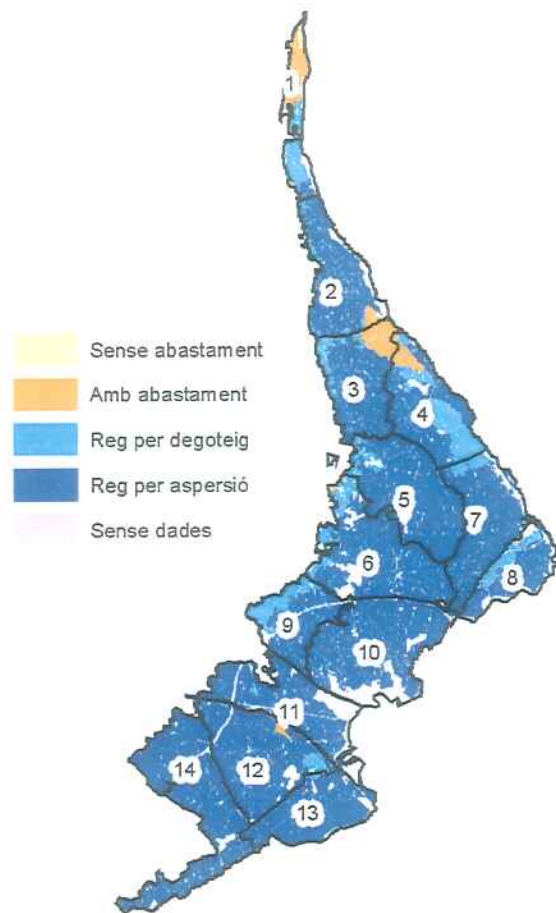 1
2
Sense abastament
Amb abastament
3
4
Reg per degoteig
Reg per aspersió
5
7
Sense dades
6
8
9
10
11
14
12
13